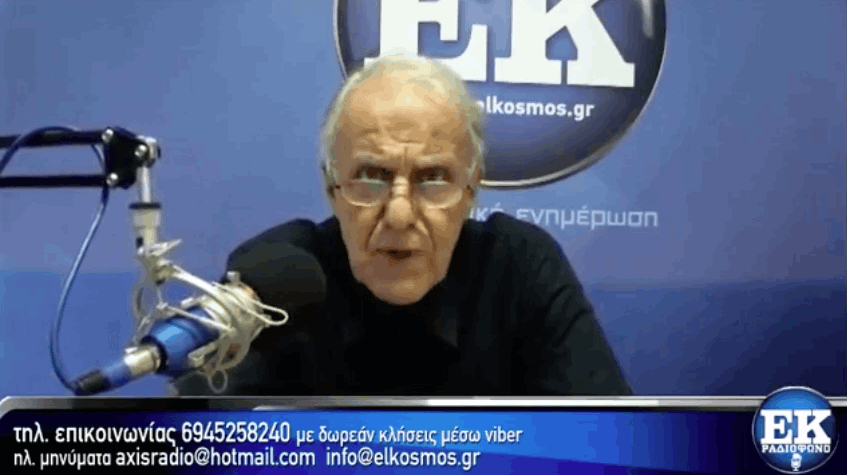 EK
elkosmos.gr
ενημέρωση
τηλ. επικοινωνίας 6945258240 με δωρεάν κλήσεις μέσω viber
ηλ. μηνύματα axisradio@hotmail.com info@elkosmos.gr
ΕΚ
ΡΑΔΙΟΦΩΝΟ